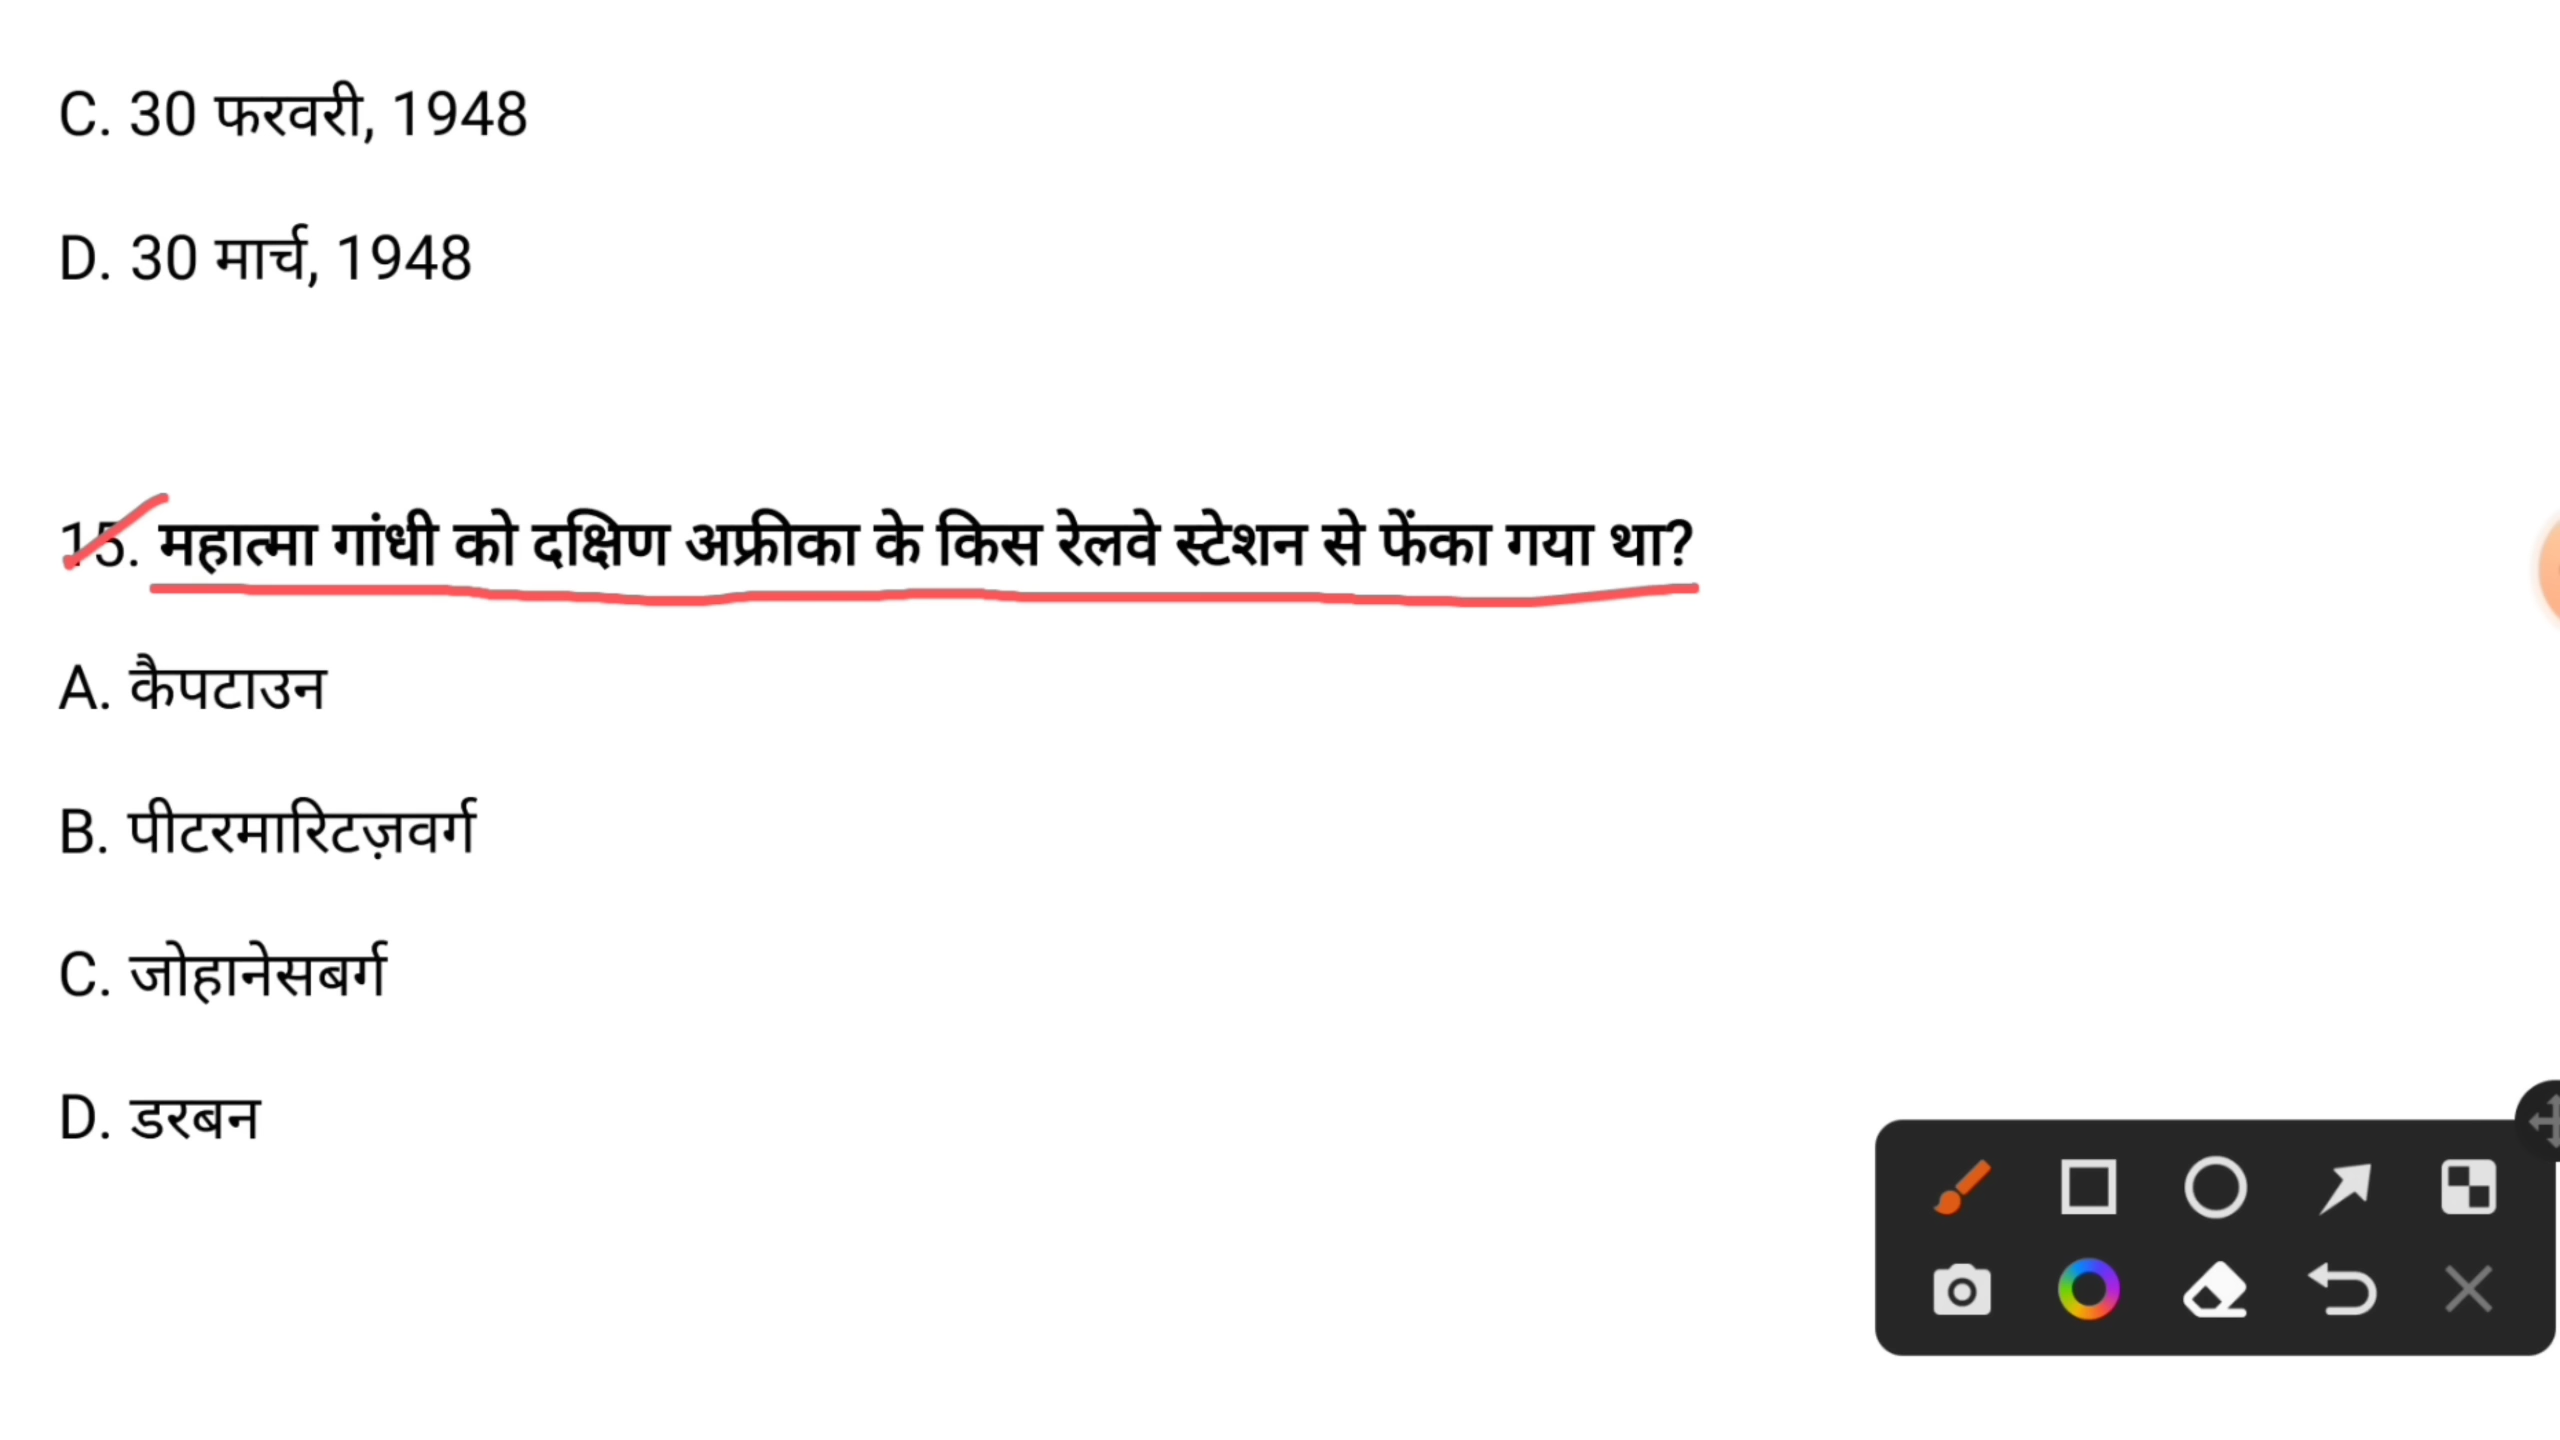 C. 30 फरवरी, 1948
D. 30 मार्च, 1948
15. महात्मा गांधी को दक्षिण अफ्रीका के किस रेलवे स्टेशन से फेंका गया था?
A. कैपटाउन
B. पीटरमारिटज़वर्ग
C. जोहानेसबर्ग
D. डरबन